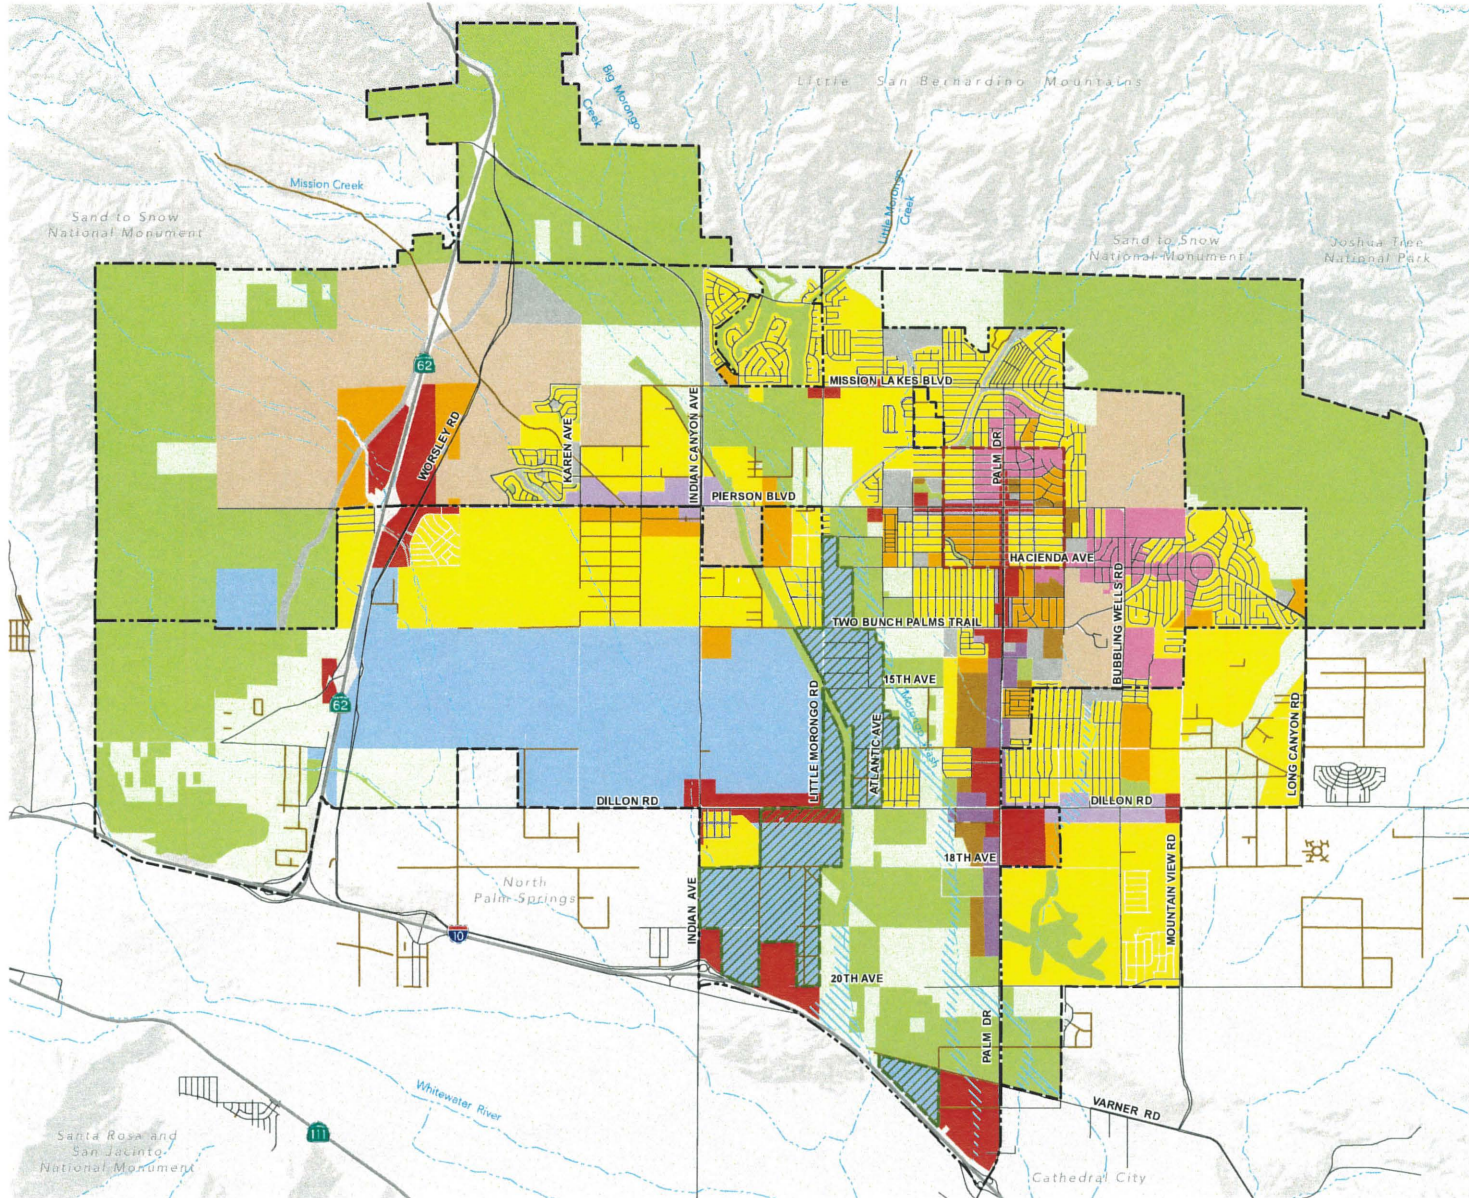 Little San Bernardino Mountains
Big Morongo
Creek
Mission Creek
Little Morongo
Creek
Sand to Snow
National Monument
Sand to Snow
National Monument
Joshua Tree
National Park
62
MISSION LAKES BLVD
WORSLEY RD
KAREN AVE
INDIAN CANYON AVE
PALM DR
PIERSON BLVD
HACIENDA AVE
BUBBLING WELLS RD
TWO BUNCH PALMS TRAIL
15TH AVE
62
LITTLE MORONGO RD
ATLANTIC AVE
Morongo Wash
LONG CANYON RD
DILLON RD
DILLON RD
18TH AVE
MOUNTAIN VIEW RD
North
Palm Springs
INDIAN AVE
10
20TH AVE
PALM DR
Whitewater River
VARNER RD
111
Santa Rosa and
San Jacinto
National Monument
Cathedral City